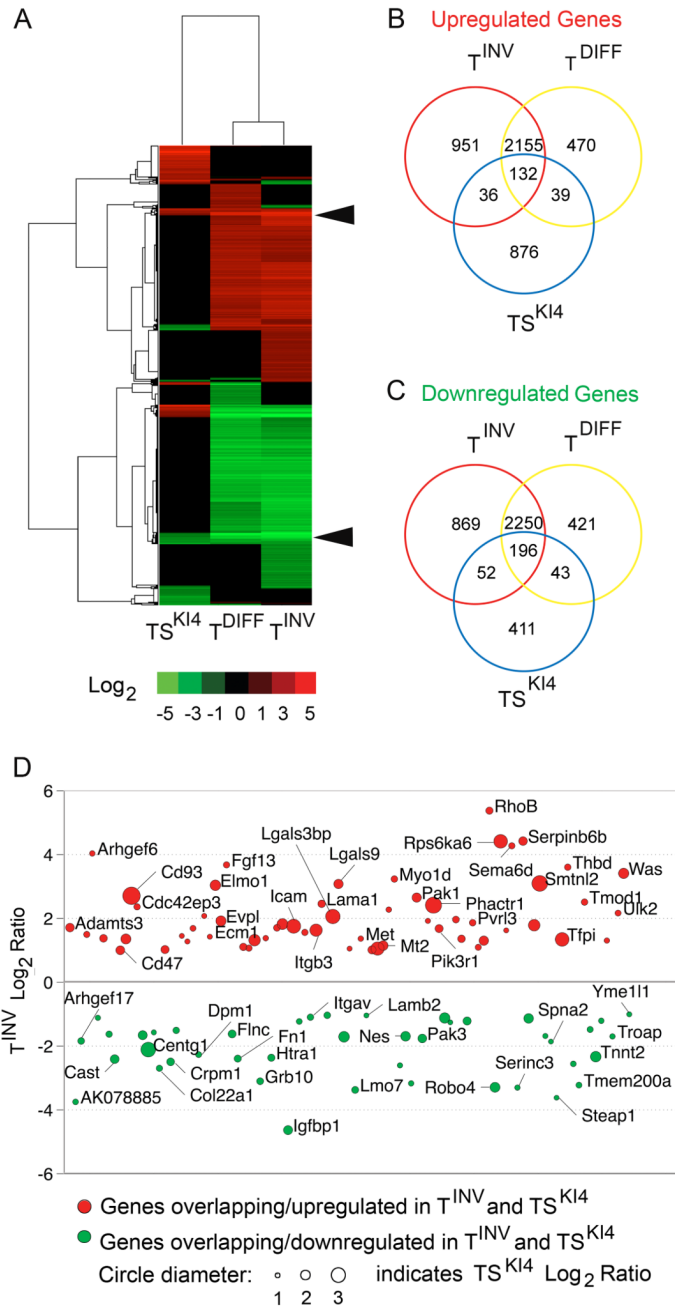 A
TS^KI4 T^DIFF T^INV
Log2
-5 -3 -1 0 1 3 5
B
Upregulated Genes
T^INV T^DIFF
951 2155 470
132
36 39
876
TS^KI4
C
Downregulated Genes
T^INV T^DIFF
869 2250 421
196
52 43
411
TS^KI4
D
T^INV Log2 Ratio
6
4
2
0
-2
-4
-6
RhoB
Rps6ka6
Serpinb6b
Sema6d
Arhgef6
Lgals3bp
Fgf13
Lgals9
Thbd
Was
Cd93
Elmo1
Myo1d
Smtnl2
Cdc42ep3
Icam
Lama1
Pak1
Phactr1
Tmod1
Ulk2
Adamts3
Evpl
Ecm1
Pvrl3
Met
Mt2
Tfpi
Cd47
Itgb3
Pik3r1
Arhgef17
Dpm1
Itgav
Lamb2
Spna2
Yme1l1
Flnc
Centg1
Fn1
Nes
Pak3
Troap
Cast
Crpm1
Htra1
Serinc3
Tnnt2
Col22a1
Grb10
Lmo7
Robo4
Tmem200a
AK078885
Steap1
Igfbp1
Genes overlapping/upregulated in T^INV and TS^KI4
Genes overlapping/downregulated in T^INV and TS^KI4
Circle diameter: indicates TS^KI4 Log2 Ratio
1 2 3